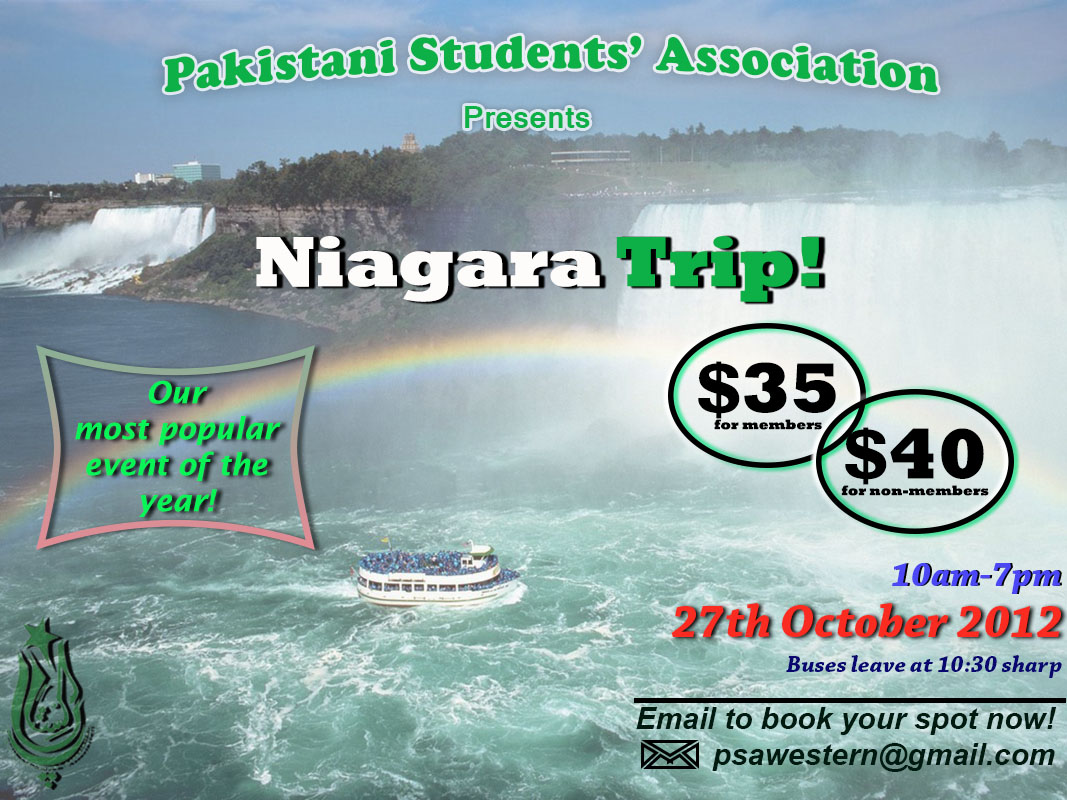 Pakistani Students’ Association
Presents
Niagara Trip!
Our
most popular
event of the
year!
$35
for members
$40
for non-members
10am-7pm
27th October 2012
Buses leave at 10:30 sharp
Email to book your spot now!
psawestern@gmail.com